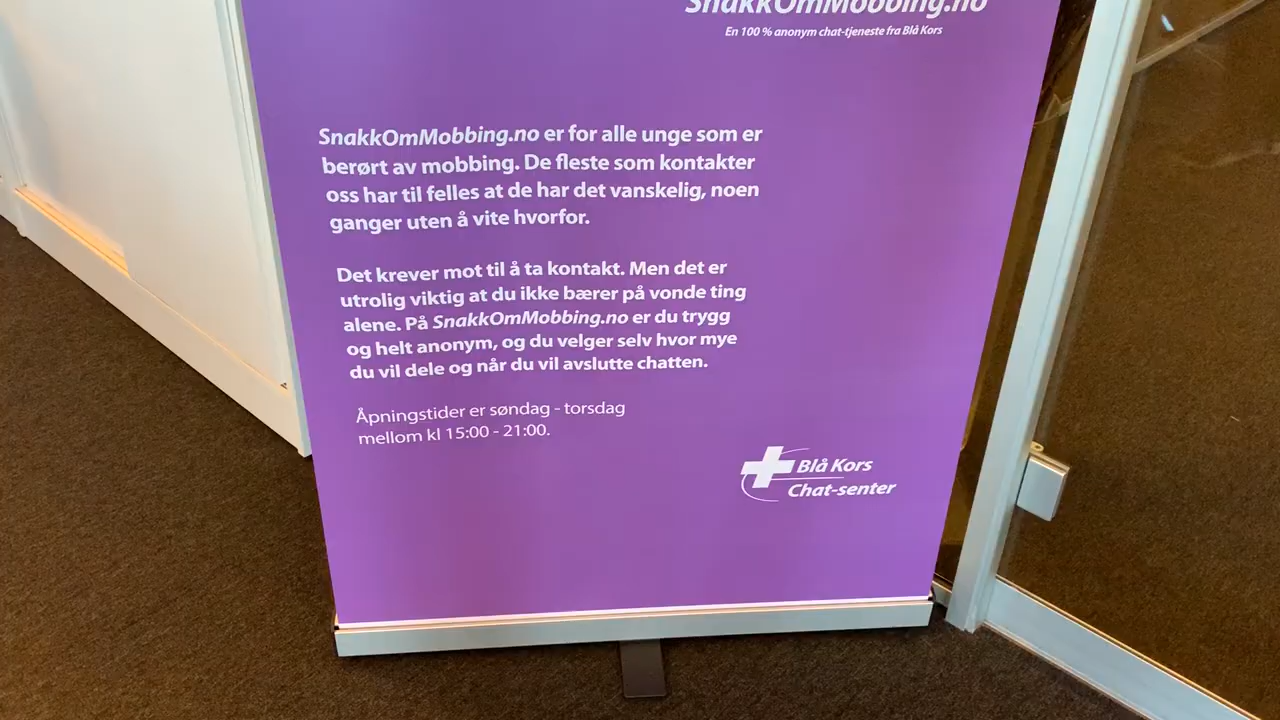 SnakkOmMobbing.no
En 100 % anonym chat-tjeneste fra Blå Kors
SnakkOmMobbing.no er for alle unge som er
berørt av mobbing. De fleste som kontakter
oss har til felles at de har det vanskelig, noen
ganger uten å vite hvorfor.
Det krever mot til å ta kontakt. Men det er
utrolig viktig at du ikke bærer på vonde ting
alene. På SnakkOmMobbing.no er du trygg
og helt anonym, og du velger selv hvor mye
du vil dele og når du vil avslutte chatten.
Åpningstider er søndag - torsdag
mellom kl 15:00 - 21:00.
Blå Kors
Chat-senter